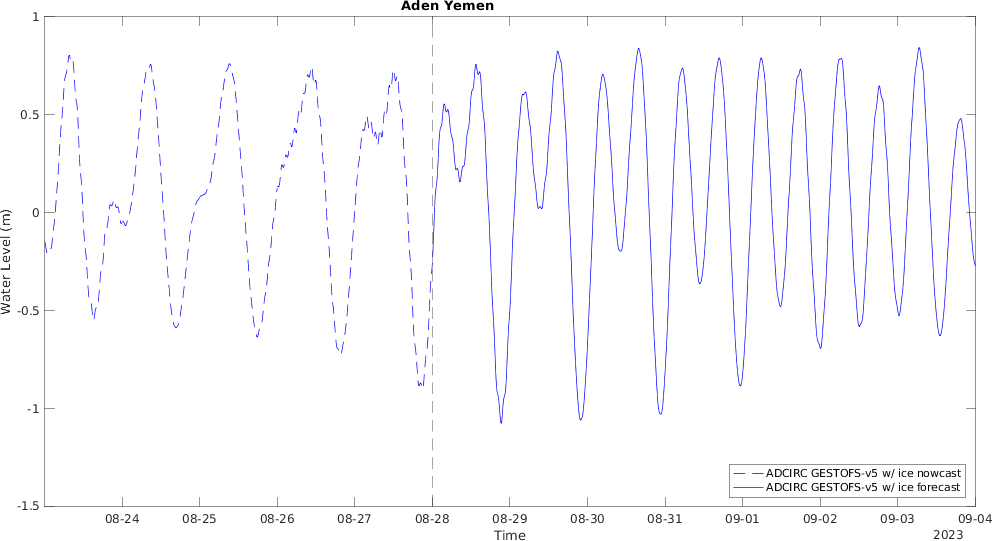 Aden Yemen
Water Level (m)
1
0.5
0
-0.5
-1
-1.5
ADCIRC GESTOFS-v5 w/ ice nowcast
ADCIRC GESTOFS-v5 w/ ice forecast
08-24 08-25 08-26 08-27 08-28 08-29 08-30 08-31 09-01 09-02 09-03 09-04
Time
2023